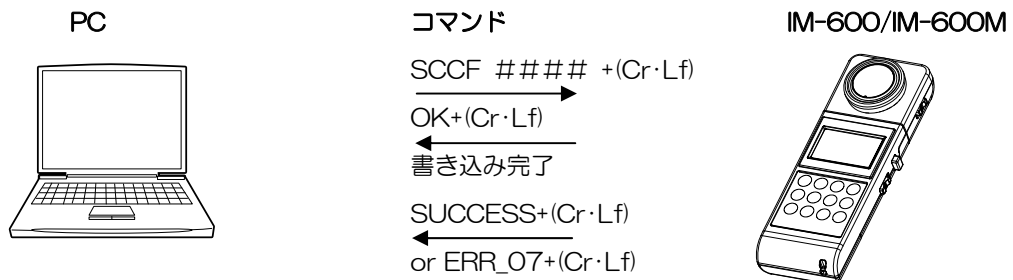 PC コマンド IM-600/IM-600M
SCCF #### +(Cr·Lf)
OK+(Cr·Lf)
書き込み完了
SUCCESS+(Cr·Lf)
or ERR_07+(Cr·Lf)